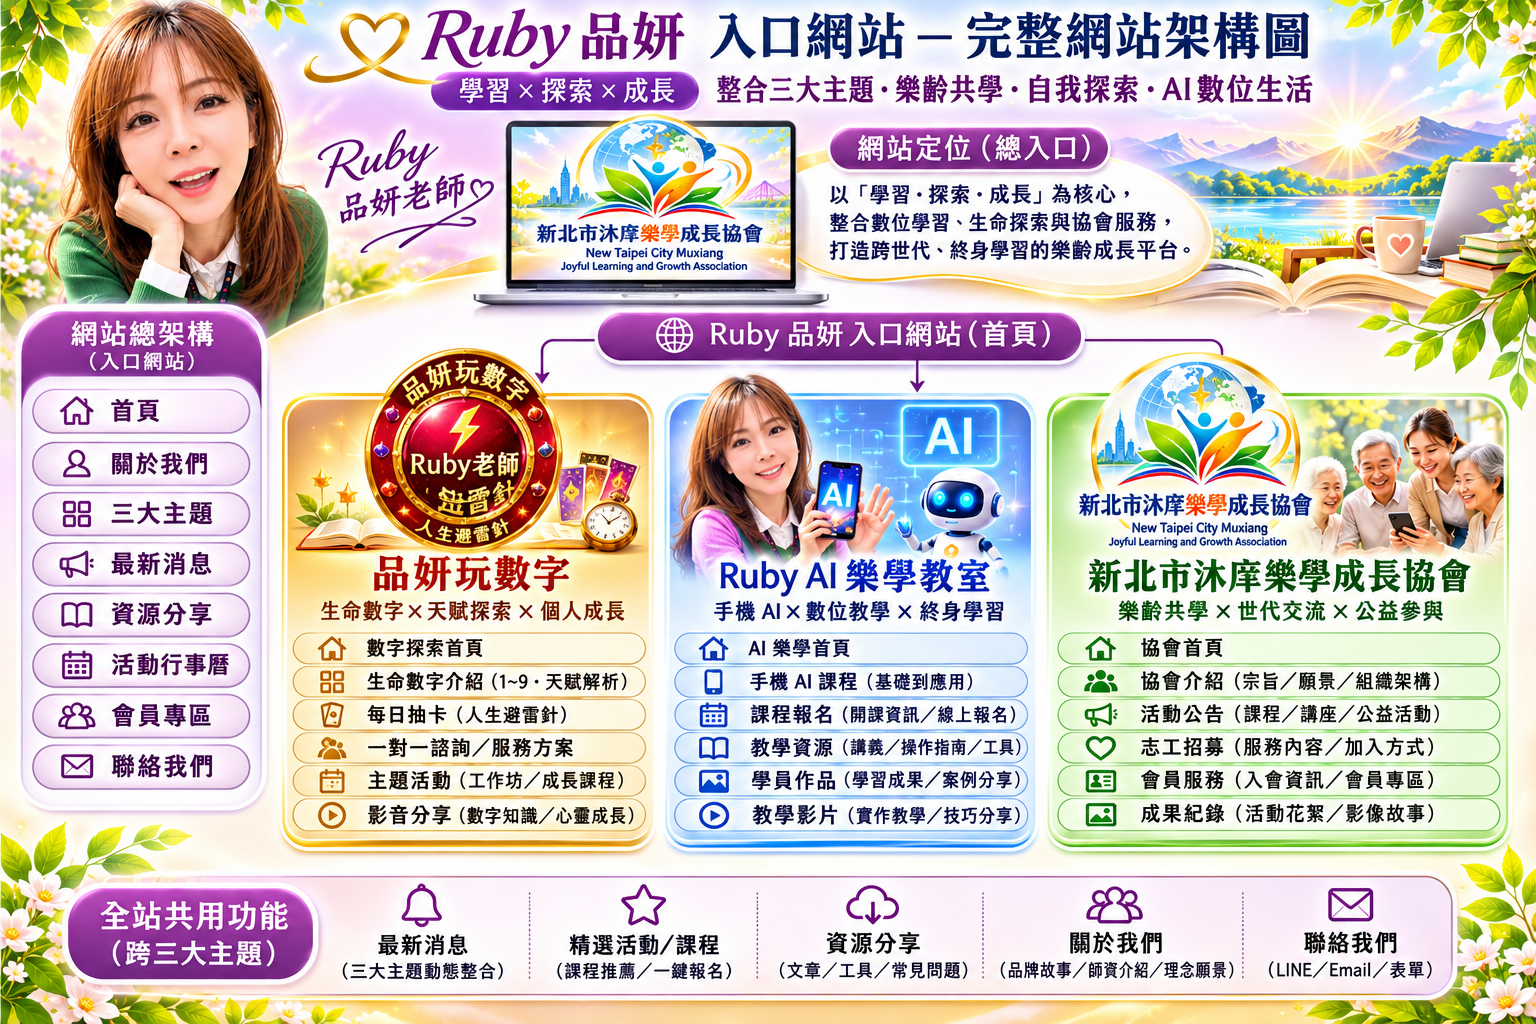 Ruby 品妍
入口網站 – 完整網站架構圖
學習 × 探索 × 成長
整合三大主題 · 樂齡共學 · 自我探索 · AI 數位生活
Ruby
品妍老師
新北市沐庠樂學成長協會
New Taipei City Muxiang
Joyful Learning and Growth Association
網站定位（總入口）
以「學習 · 探索 · 成長」為核心，
整合數位學習、生命探索與協會服務，
打造跨世代、終身學習的樂齡成長平台。
網站總架構
（入口網站）
首頁
關於我們
三大主題
最新消息
資源分享
活動行事曆
會員專區
聯絡我們
Ruby 品妍 入口網站（首頁）
品妍玩數字
Ruby老師
人生避雷針
品妍玩數字
生命數字 × 天賦探索 × 個人成長
數字探索首頁
生命數字介紹（1~9 · 天賦解析）
每日抽卡（人生避雷針）
一對一諮詢／服務方案
主題活動（工作坊／成長課程）
影音分享（數字知識／心靈成長）
AI
AI
Ruby AI 樂學教室
手機 AI × 數位教學 × 終身學習
AI 樂學首頁
手機 AI 課程（基礎到應用）
課程報名（開課資訊／線上報名）
教學資源（講義／操作指南／工具）
學員作品（學習成果／案例分享）
教學影片（實作教學／技巧分享）
新北市沐庠樂學成長協會
New Taipei City Muxiang
Joyful Learning and Growth Association
新北市沐庠樂學成長協會
樂齡共學 × 世代交流 × 公益參與
協會首頁
協會介紹（宗旨／願景／組織架構）
活動公告（課程／講座／公益活動）
志工招募（服務內容／加入方式）
會員服務（入會資訊／會員專區）
成果紀錄（活動花絮／影像故事）
全站共用功能
（跨三大主題）
最新消息
（三大主題動態整合）
精選活動/課程
（課程推薦／一鍵報名）
資源分享
（文章／工具／常見問題）
關於我們
（品牌故事／師資介紹／理念願景）
聯絡我們
（LINE／Email／表單）